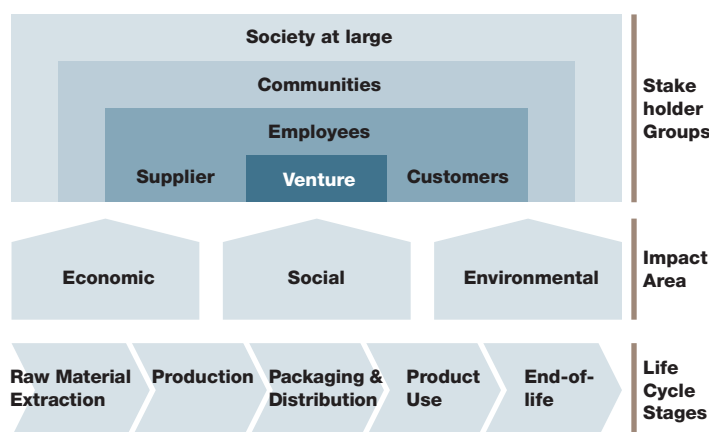 Society at large
Communities
Employees
Supplier
Venture
Customers
Stake
holder
Groups
Economic
Social
Environmental
Impact
Area
Raw Material
Extraction
Production
Packaging &
Distribution
Product
Use
End-of-
life
Life
Cycle
Stages